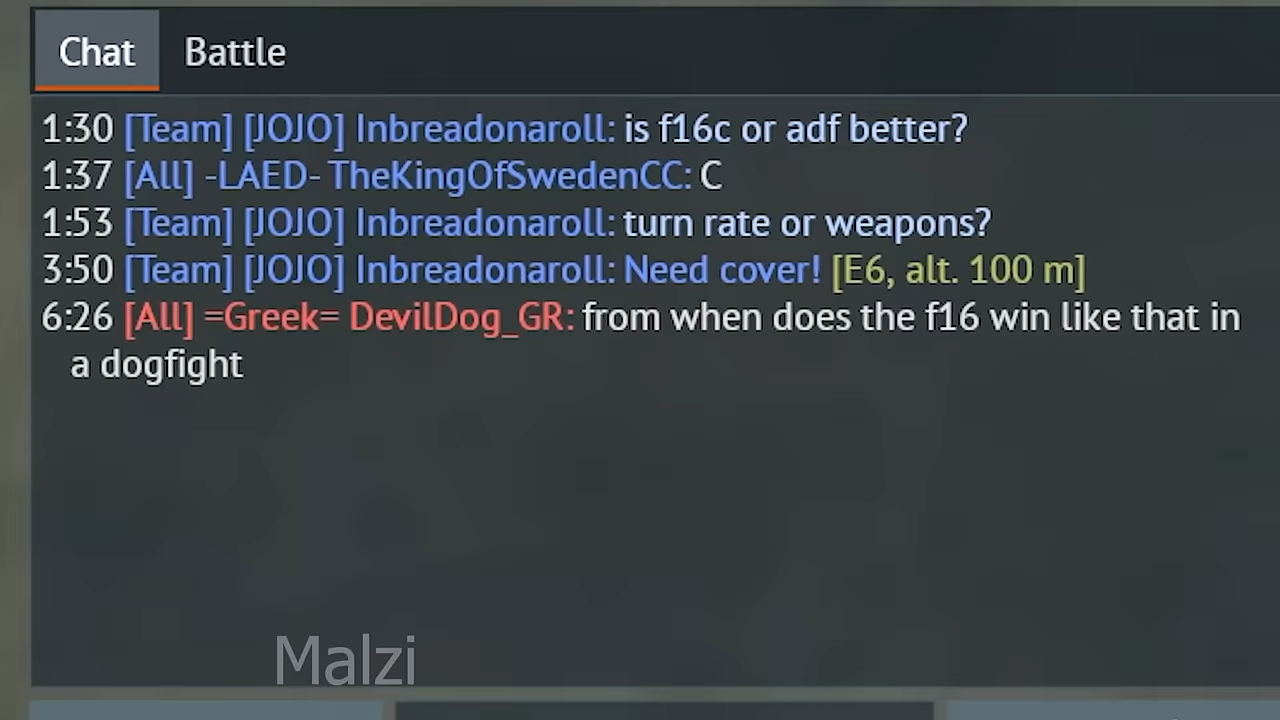 Chat Battle
1:30 [Team] [JOJO] Inbreadonaroll: is f16c or adf better?
1:37 [All] -LAED- TheKingOfSwedenCC: C
1:53 [Team] [JOJO] Inbreadonaroll: turn rate or weapons?
3:50 [Team] [JOJO] Inbreadonaroll: Need cover! [E6, alt. 100 m]
6:26 [All] =Greek= DevilDog_GR: from when does the f16 win like that in
a dogfight
Malzi